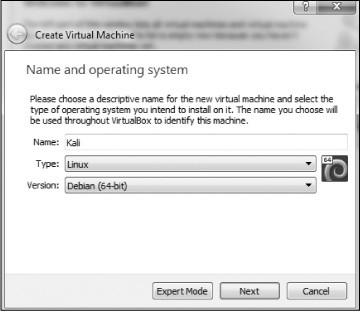 ?
X
Create Virtual Machine
Name and operating system
Please choose a descriptive name for the new virtual machine and select the
type of operating system you intend to install on it. The name you choose will
be used throughout VirtualBox to identify this machine.
Name: Kali
Type: Linux
64
Version: Debian (64-bit)
Expert Mode Next Cancel